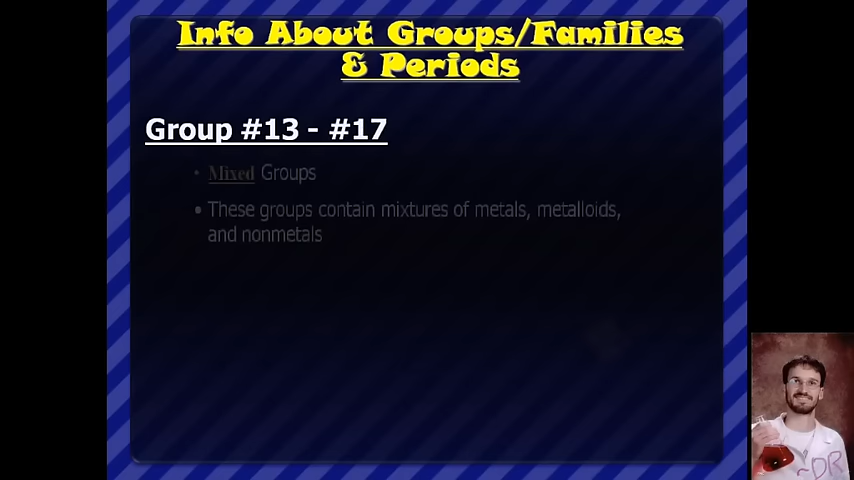 Info About Groups/Families
& Periods
Group #13 - #17
• Mixed Groups
• These groups contain mixtures of metals, metalloids,
and nonmetals
DR